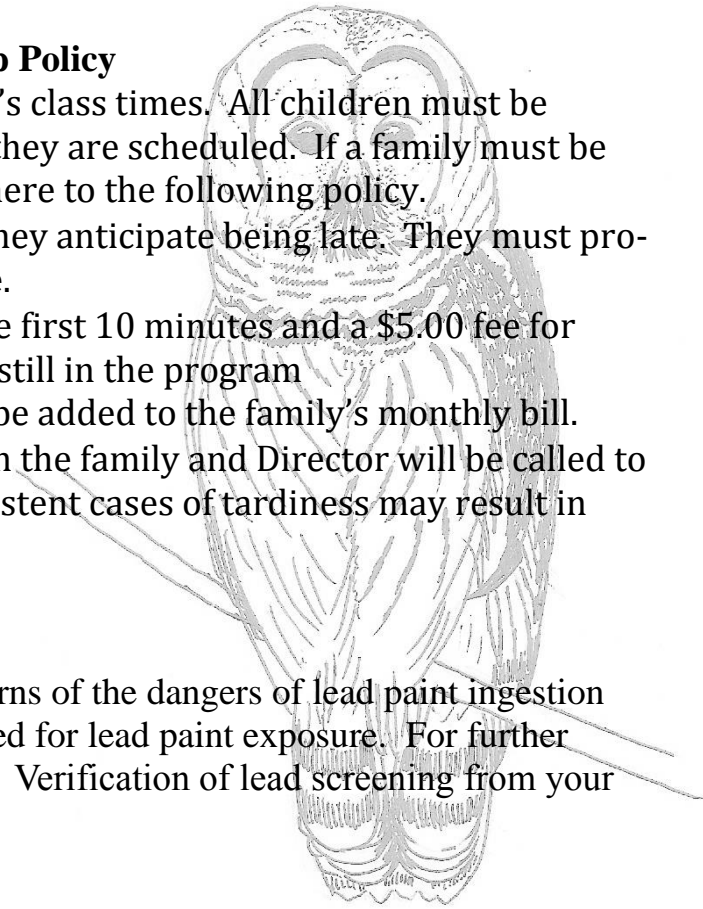 p Policy
’s class times.  All children must be
they are scheduled.  If a family must be
here to the following policy.
hey anticipate being late.  They must pro-
e.
e first 10 minutes and a $5.00 fee for
still in the program
be added to the family’s monthly bill.
n the family and Director will be called to
istent cases of tardiness may result in
rns of the dangers of lead paint ingestion
ed for lead paint exposure.  For further
Verification of lead screening from your